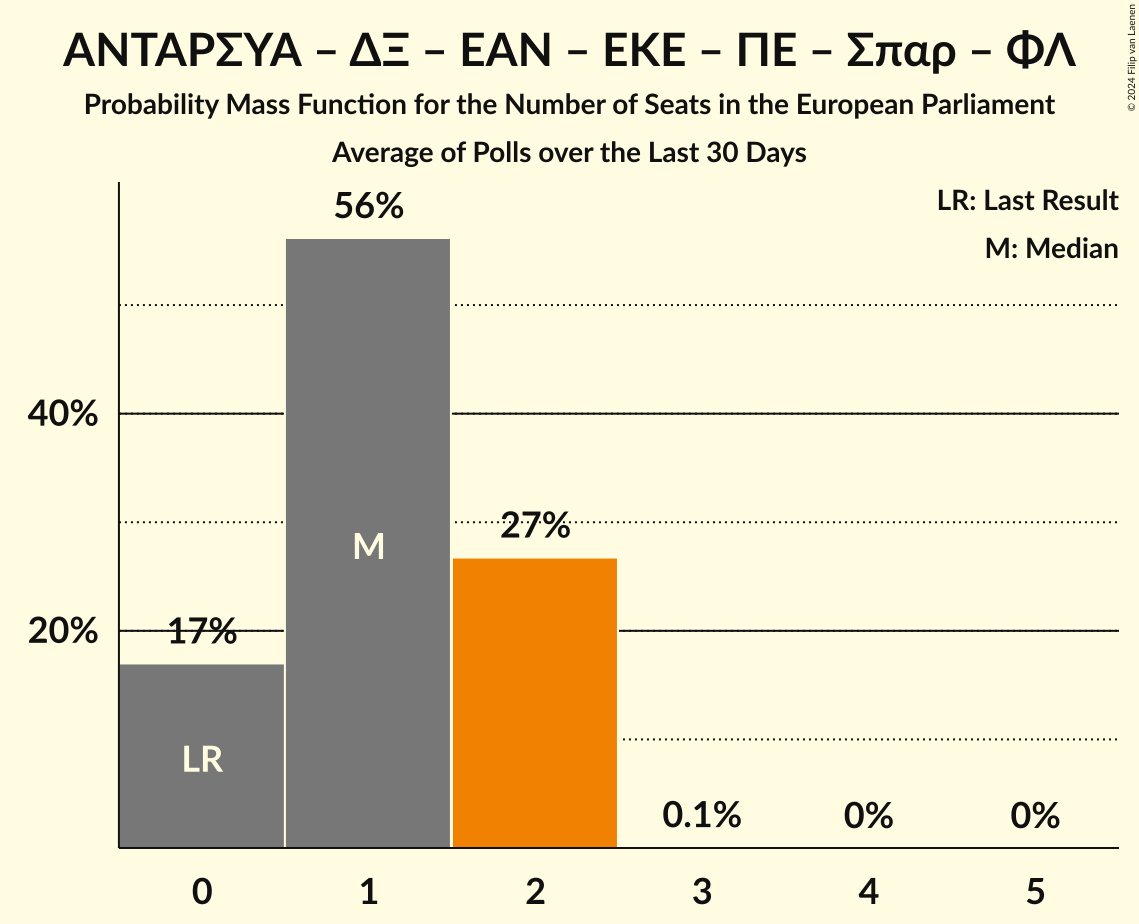 ΑΝΤΑΡΣΥΑ – ΔΞ – ΕΑΝ – ΕΚΕ – ΠΕ – Σπαρ – ΦΛ
Probability Mass Function for the Number of Seats in the European Parliament
Average of Polls over the Last 30 Days
© 2024 Filip van Laenen
LR: Last Result
M: Median
56%
40%
27%
M
20%
17%
LR
0.1%
0%
0%
0 1 2 3 4 5